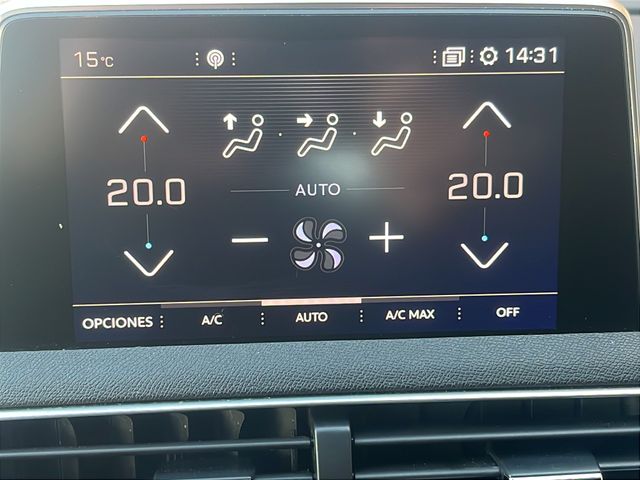 15°C 14:31
20.0 20.0
AUTO
OPCIONES A/C AUTO A/C MAX OFF